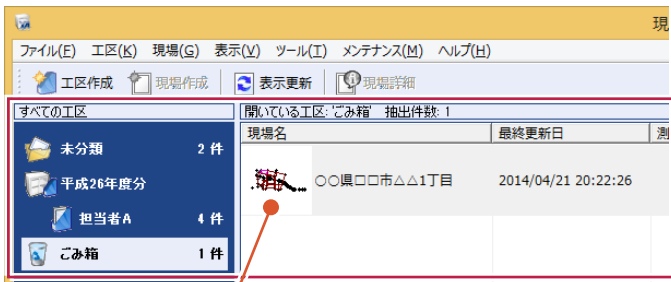 現
ファイル(F) 工区(K) 現場(G) 表示(V) ツール(T) メンテナンス(M) ヘルプ(H)
工区作成 現場作成 表示更新 現場詳細
すべての工区
未分類 2 件
平成26年度分
担当者A 4 件
ごみ箱 1 件
開いている工区:'ごみ箱' 抽出件数: 1
現場名 最終更新日 測
○○県□□市△△1丁目 2014/04/21 20:22:26